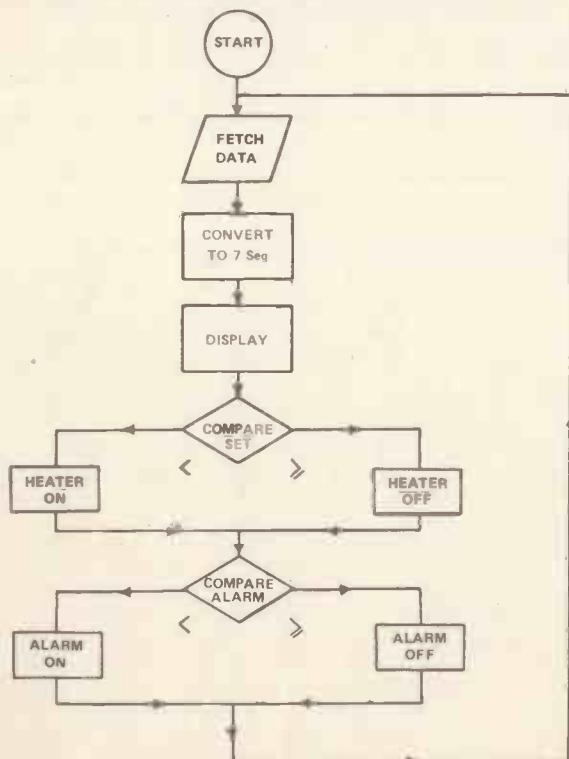 START
FETCH
DATA
CONVERT
TO 7 Seg
DISPLAY
COMPARE
SET
< ⩾
HEATER
ON
HEATER
OFF
COMPARE
ALARM
< ⩾
ALARM
ON
ALARM
OFF